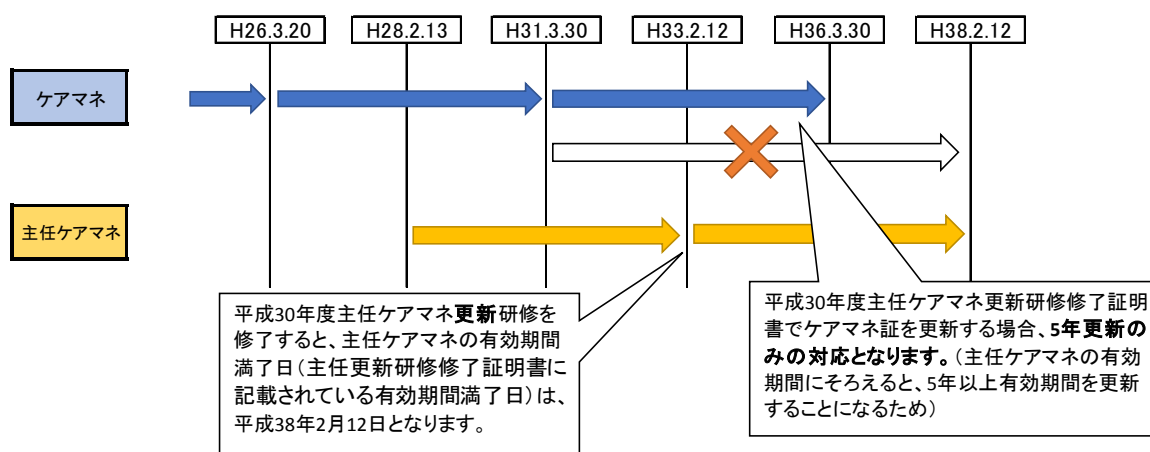 H26.3.20 H28.2.13 H31.3.30 H33.2.12 H36.3.30 H38.2.12
ケアマネ
主任ケアマネ
平成30年度主任ケアマネ更新研修を
修了すると、主任ケアマネの有効期間
満了日(主任更新研修修了証明書に
記載されている有効期間満了日)は、
平成38年2月12日となります。
平成30年度主任ケアマネ更新研修修了証明
書でケアマネ証を更新する場合、5年更新の
みの対応となります。(主任ケアマネの有効
期間にそろえると、5年以上有効期間を更新
することになるため)